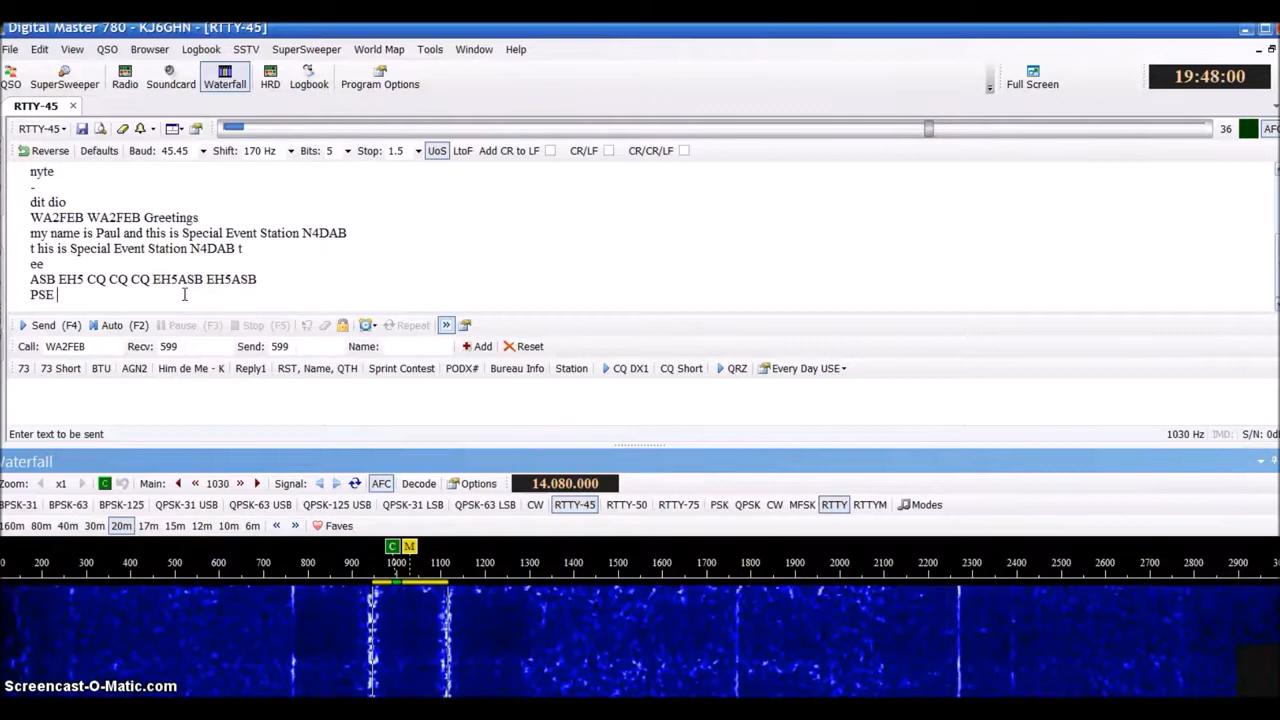 Digital Master 780 - KJ6GHN - [RTTY-45]
File Edit View QSO Browser Logbook SSTV SuperSweeper World Map Tools Window Help
QSO SuperSweeper Radio Soundcard Waterfall HRD Logbook Program Options Full Screen 19:48:00
RTTY-45
RTTY-45 36 AFC
Reverse Defaults Baud: 45.45 Shift: 170 Hz Bits: 5 Stop: 1.5 UoS LtoF Add CR to LF CR/LF CR/CR/LF
nyte
-
dit dio
WA2FEB WA2FEB Greetings
my name is Paul and this is Special Event Station N4DAB
t his is Special Event Station N4DAB t
ee
ASB EH5 CQ CQ CQ EH5ASB EH5ASB
PSE
Send (F4) Auto (F2) Pause (F3) Stop (F5) Repeat
Call: WA2FEB Recv: 599 Send: 599 Name: Add Reset
73 73 Short BTU AGN2 Him de Me - K Reply1 RST, Name, QTH Sprint Contest PODX# Bureau Info Station CQ DX1 CQ Short QRZ Every Day USE
Enter text to be sent 1030 Hz IMD: S/N: 0d
Waterfall
Zoom: x1 C Main: 1030 Signal: AFC Decode Options 14.080.000
BPSK-31 BPSK-63 BPSK-125 QPSK-31 USB QPSK-63 USB QPSK-125 USB QPSK-31 LSB QPSK-63 LSB CW RTTY-45 RTTY-50 RTTY-75 PSK QPSK CW MFSK RTTY RTTYM Modes
160m 80m 40m 30m 20m 17m 15m 12m 10m 6m Faves
C M
200 300 400 500 600 700 800 900 1000 1100 1200 1300 1400 1500 1600 1700 1800 1900 2000 2100 2200 2300 2400 2500 2600 2700 2800 2900
Screencast-O-Matic.com